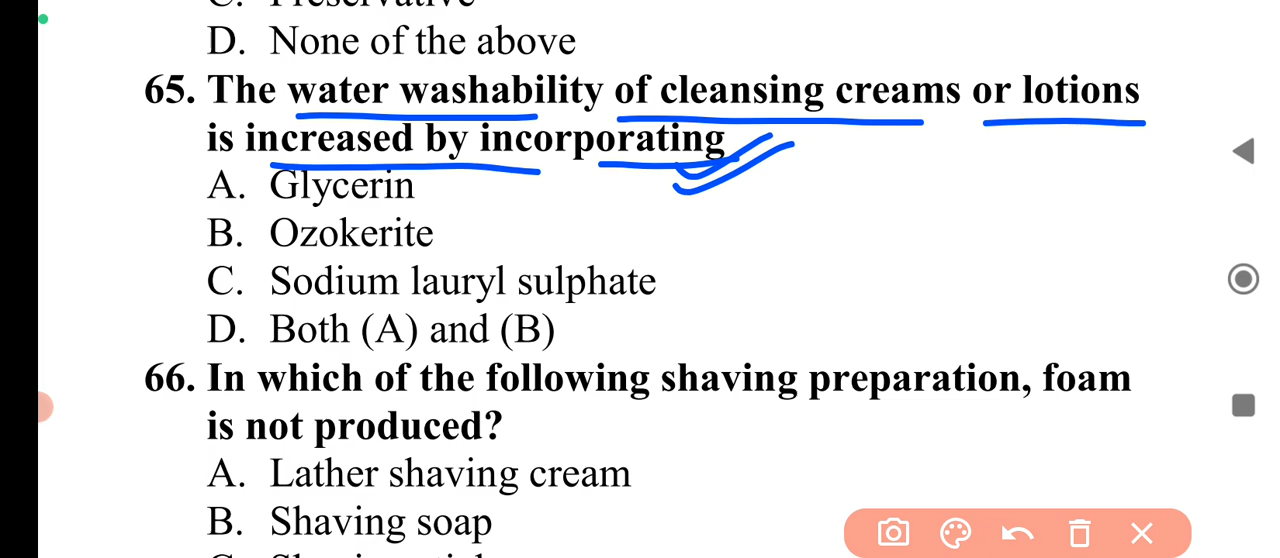 C. Preservative
D. None of the above
65. The water washability of cleansing creams or lotions
is increased by incorporating
A. Glycerin
B. Ozokerite
C. Sodium lauryl sulphate
D. Both (A) and (B)
66. In which of the following shaving preparation, foam
is not produced?
A. Lather shaving cream
B. Shaving soap